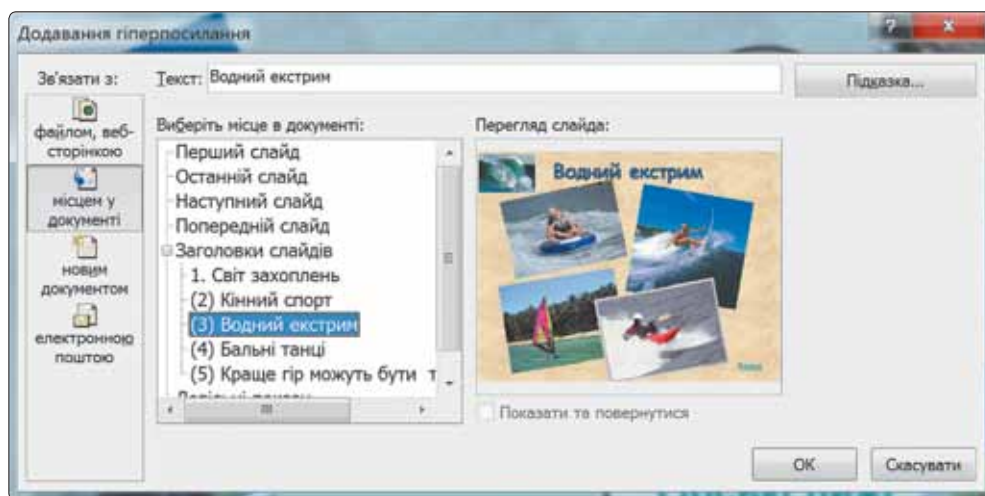 Додавання гіперпосилання
?
x
Зв'язати з:
Текст:
Водний екстрим
Підказка...
файлом, веб-
сторінкою
місцем у
документі
новим
документом
електронною
поштою
Виберіть місце в документі:
Перший слайд
Останній слайд
Наступний слайд
Попередній слайд
Заголовки слайдів
1. Світ захоплень
(2) Кінний спорт
(3) Водний екстрим
(4) Бальні танці
(5) Краще гір можуть бути т
Перегляд слайда:
Водний екстрим
Показати та повернутися
ОК
Скасувати